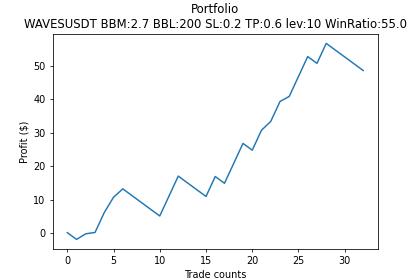 Portfolio
WAVESUSDT BBM:2.7 BBL:200 SL:0.2 TP:0.6 lev:10 WinRatio:55.0
Profit ($)
50
40
30
20
10
0
0 5 10 15 20 25 30
Trade counts